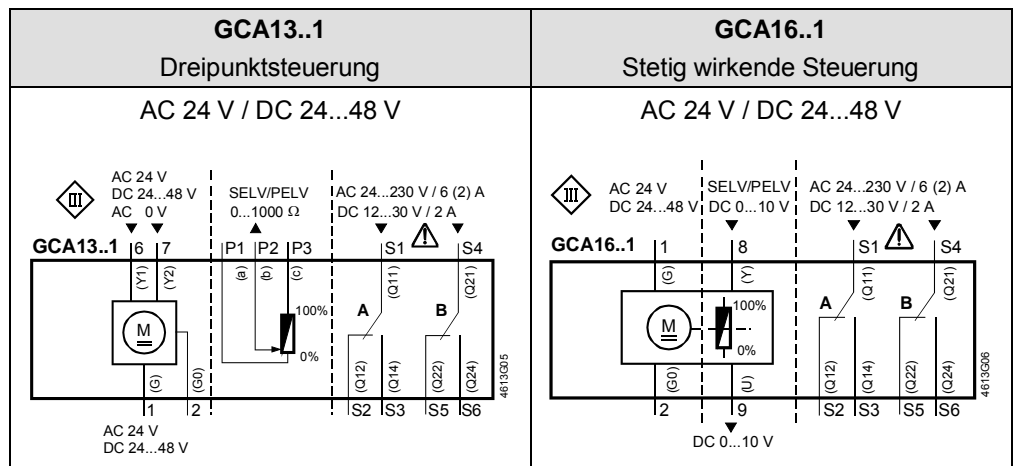 GCA13..1
Dreipunktsteuerung
AC 24 V / DC 24...48 V
III
AC 24 V
DC 24...48 V
AC 0 V
SELV/PELV
0...1000 Ω
AC 24...230 V / 6 (2) A
DC 12...30 V / 2 A
GCA13..1
6 7 P1 P2 P3 S1 S4
(Y1) (Y2) (a) (b) (c) (Q11) (Q21)
M
100%
0%
A B
(G) (G0) (Q12) (Q14) (Q22) (Q24)
1 2 S2 S3 S5 S6
AC 24 V
DC 24...48 V
4613G05
GCA16..1
Stetig wirkende Steuerung
AC 24 V / DC 24...48 V
III
AC 24 V
DC 24...48 V
SELV/PELV
DC 0...10 V
AC 24...230 V / 6 (2) A
DC 12...30 V / 2 A
GCA16..1
1 8 S1 S4
(G) (Y) (Q11) (Q21)
M
100%
0%
A B
(G0) (U) (Q12) (Q14) (Q22) (Q24)
2 9 S2 S3 S5 S6
DC 0...10 V
4613G06